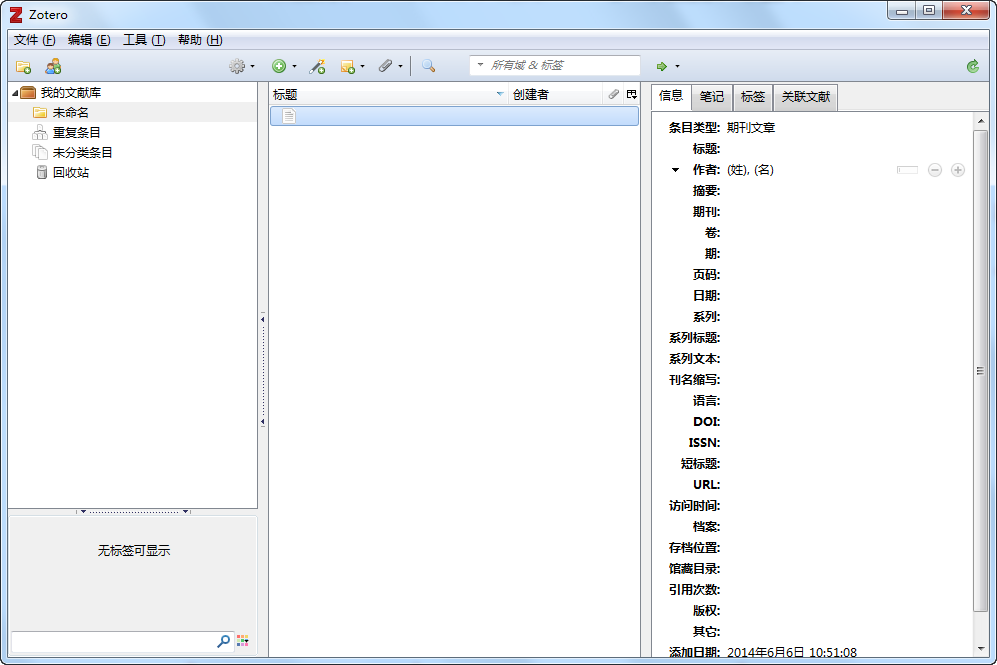 Zotero
文件 (F) 编辑 (E) 工具 (T) 帮助 (H)
所有域 & 标签
我的文献库
未命名
重复条目
未分类条目
回收站
无标签可显示
标题 创建者
信息 笔记 标签 关联文献
条目类型: 期刊文章
标题:
作者: (姓), (名)
摘要:
期刊:
卷:
期:
页码:
日期:
系列:
系列标题:
系列文本:
刊名缩写:
语言:
DOI:
ISSN:
短标题:
URL:
访问时间:
档案:
存档位置:
馆藏目录:
引用次数:
版权:
其它:
添加日期: 2014年6月6日 10:51:08